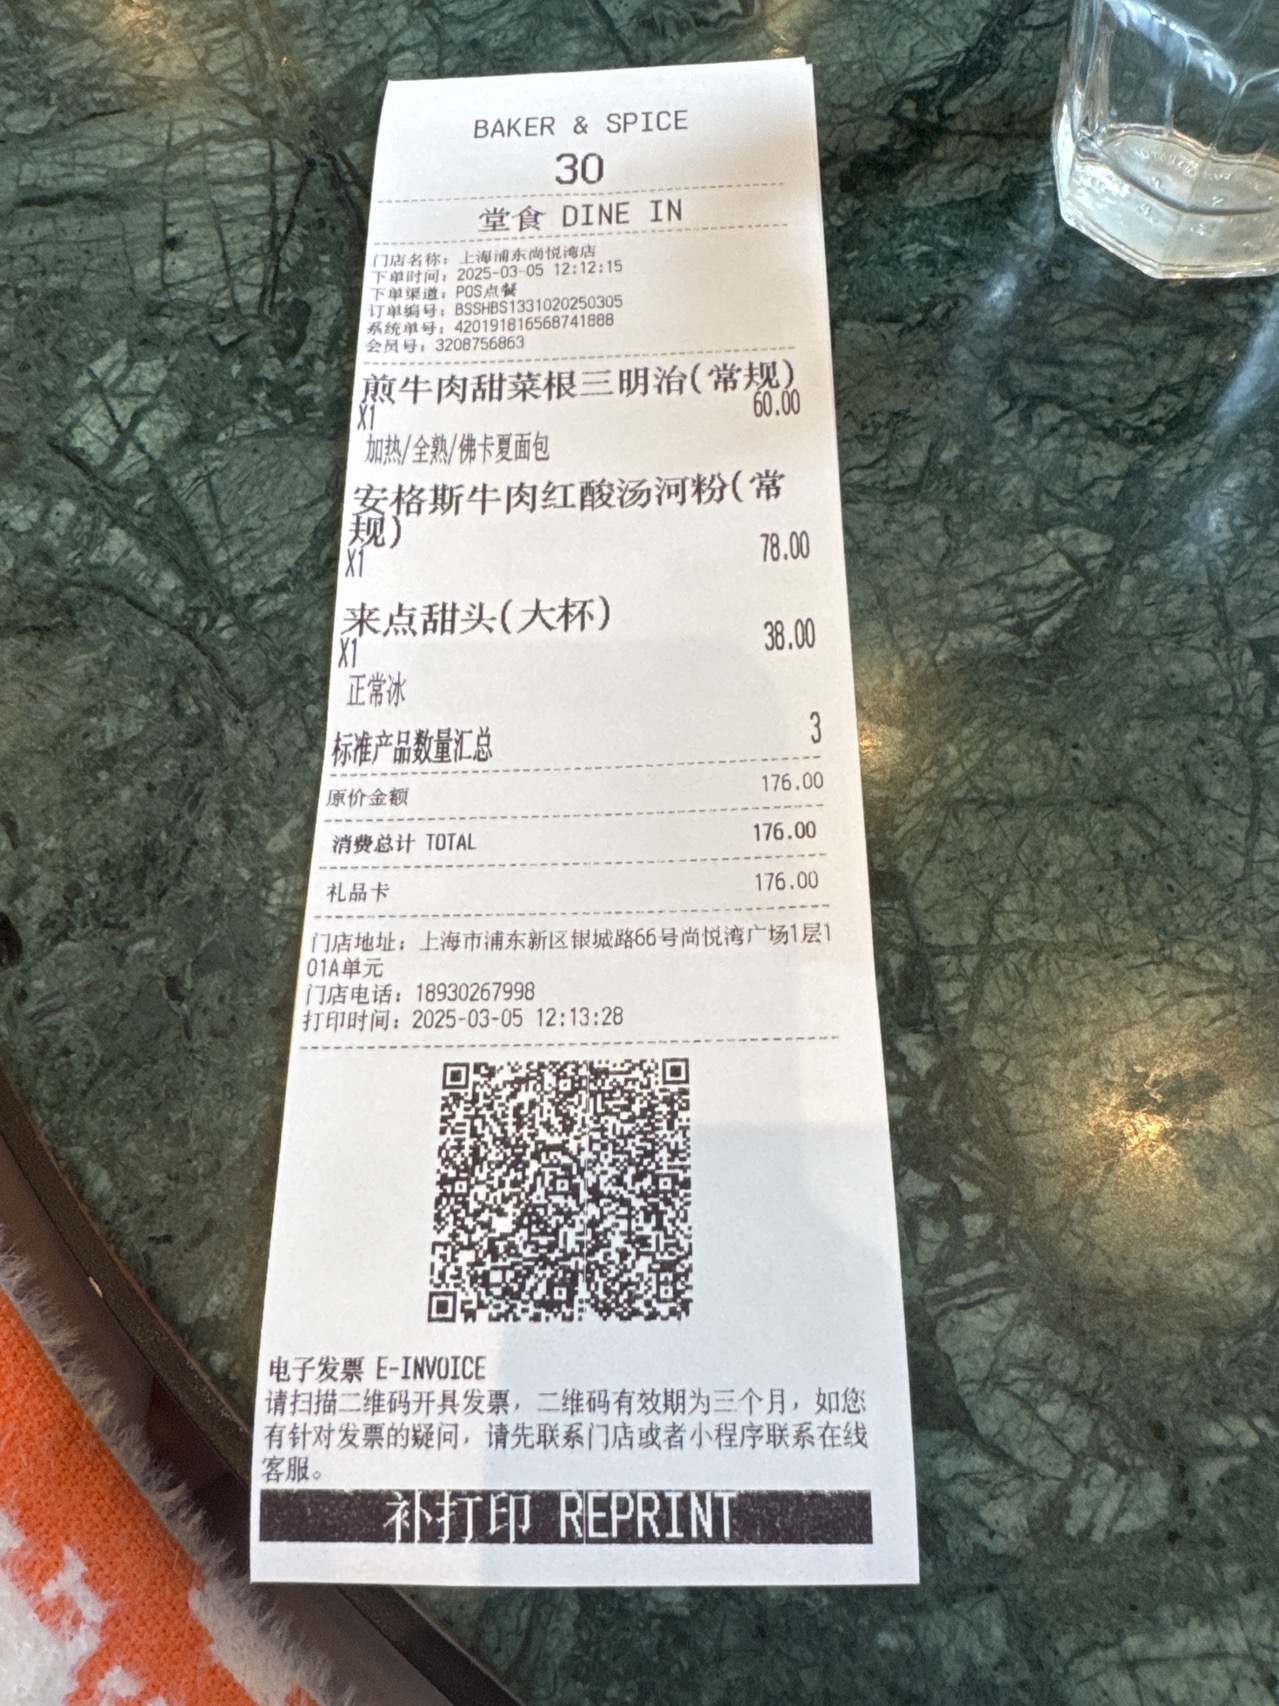 BAKER & SPICE
30
堂食 DINE IN
门店名称：上海浦东尚悦湾店
下单时间：2025-03-05 12:12:15
下单渠道：POS点餐
订单编号：BSSHBS1331020250305
系统单号：420191816568741888
会员号：3208756863
煎牛肉甜菜根三明治(常规)
X1 60.00
加热/全熟/佛卡夏面包
安格斯牛肉红酸汤河粉(常
规)
X1 78.00
来点甜头(大杯)
X1 38.00
正常冰
标准产品数量汇总 3
原价金额 176.00
消费总计 TOTAL 176.00
礼品卡 176.00
门店地址：上海市浦东新区银城路66号尚悦湾广场1层1
01A单元
门店电话：18930267998
打印时间：2025-03-05 12:13:28
电子发票 E-INVOICE
请扫描二维码开具发票，二维码有效期为三个月，如您
有针对发票的疑问，请先联系门店或者小程序联系在线
客服。
补打印 REPRINT